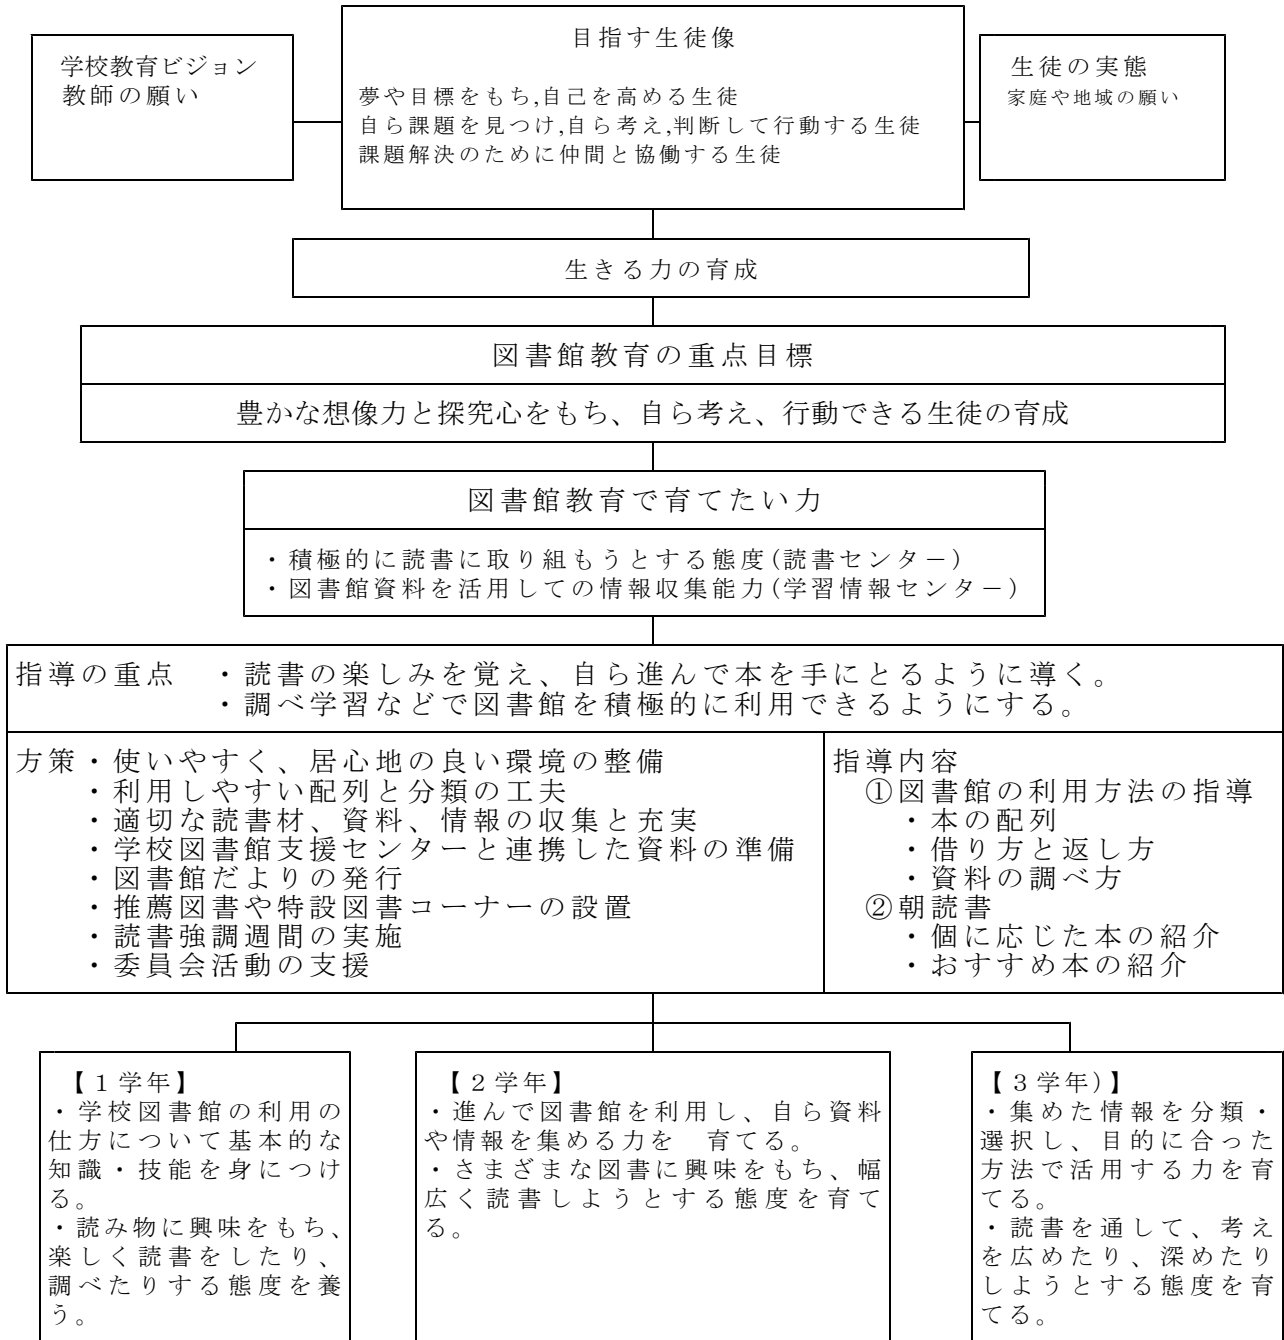 学校教育ビジョン
教師の願い
目指す生徒像
夢や目標をもち,自己を高める生徒
自ら課題を見つけ,自ら考え,判断して行動する生徒
課題解決のために仲間と協働する生徒
生徒の実態
家庭や地域の願い
生きる力の育成
図書館教育の重点目標
豊かな想像力と探究心をもち、自ら考え、行動できる生徒の育成
図書館教育で育てたい力
・積極的に読書に取り組もうとする態度(読書センター)
・図書館資料を活用しての情報収集能力(学習情報センター)
指導の重点　・読書の楽しみを覚え、自ら進んで本を手にとるように導く。
・調べ学習などで図書館を積極的に利用できるようにする。
方策・使いやすく、居心地の良い環境の整備
・利用しやすい配列と分類の工夫
・適切な読書材、資料、情報の収集と充実
・学校図書館支援センターと連携した資料の準備
・図書館だよりの発行
・推薦図書や特設図書コーナーの設置
・読書強調週間の実施
・委員会活動の支援
指導内容
①図書館の利用方法の指導
・本の配列
・借り方と返し方
・資料の調べ方
②朝読書
・個に応じた本の紹介
・おすすめ本の紹介
【１学年】
・学校図書館の利用の
仕方について基本的な
知識・技能を身につけ
る。
・読み物に興味をもち、
楽しく読書をしたり、
調べたりする態度を養
う。
【２学年】
・進んで図書館を利用し、自ら資料
や情報を集める力を　育てる。
・さまざまな図書に興味をもち、幅
広く読書しようとする態度を育て
る。
【３学年)】
・集めた情報を分類・
選択し、目的に合った
方法で活用する力を育
てる。
・読書を通して、考え
を広めたり、深めたり
しようとする態度を育
てる。